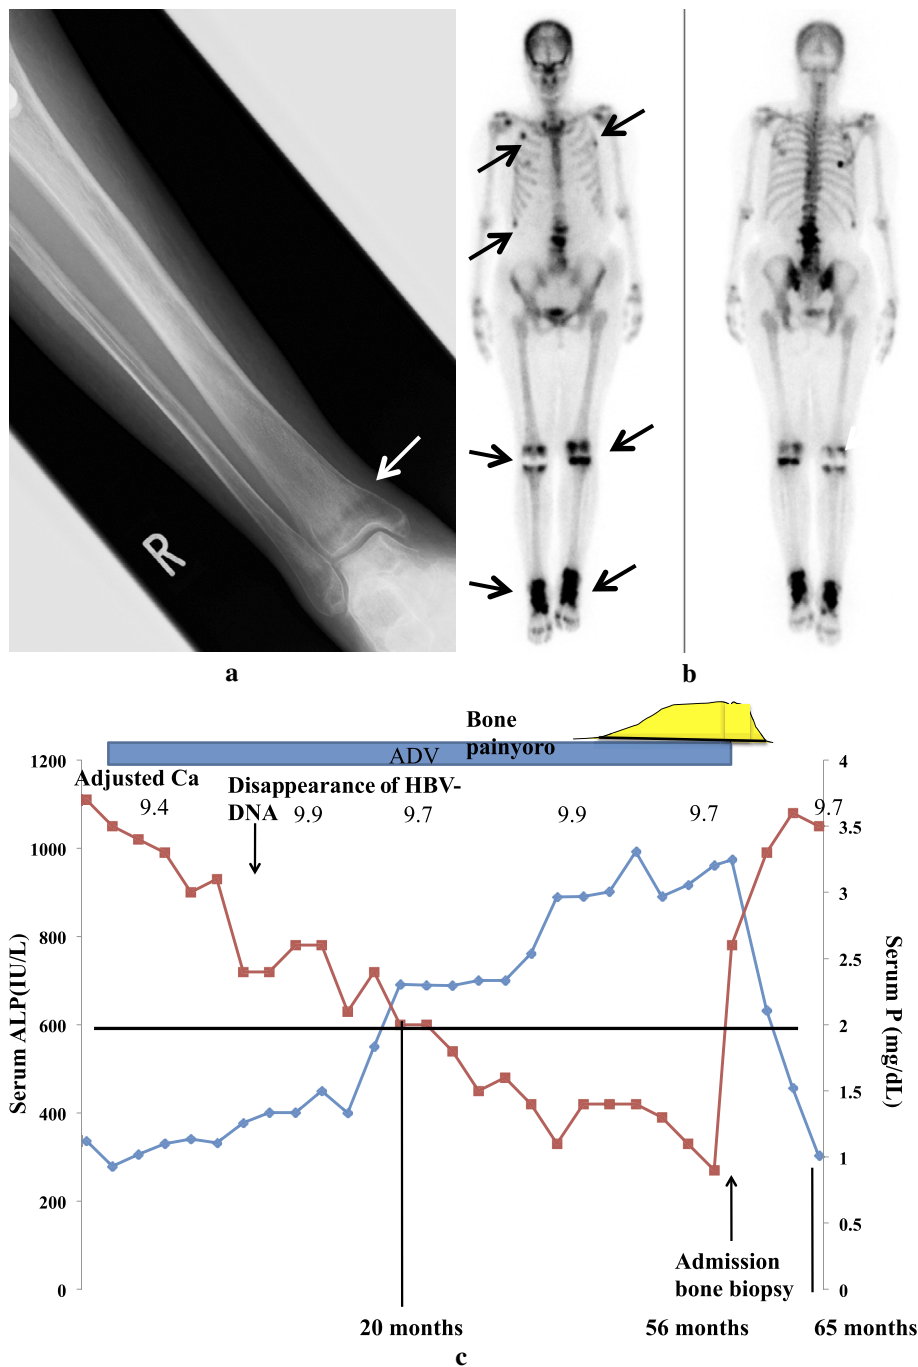 R
a
b
Bone
painyoro
ADV
1200
4
Adjusted Ca
Disappearance of HBV-
DNA
9.4
9.9
9.7
9.9
9.7
9.7
3.5
1000
3
800
2.5
600
2
400
1.5
200
1
0.5
0
0
Serum ALP(IU/L)
Serum P (mg/dL)
Admission
bone biopsy
20 months
56 months
65 months
c